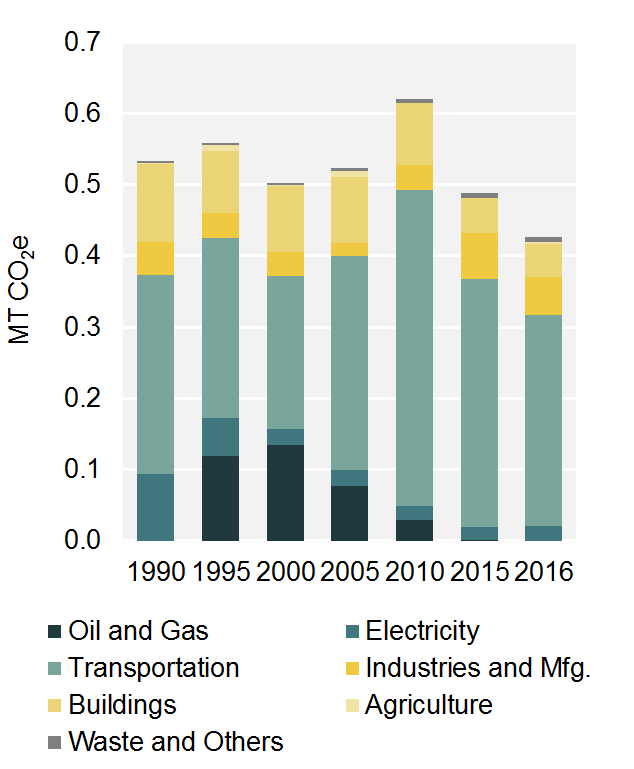 0.7
0.6
0.5
0.4
0.3
0.2
0.1
0.0
MT CO₂e
1990 1995 2000 2005 2010 2015 2016
Oil and Gas Electricity
Transportation Industries and Mfg.
Buildings Agriculture
Waste and Others